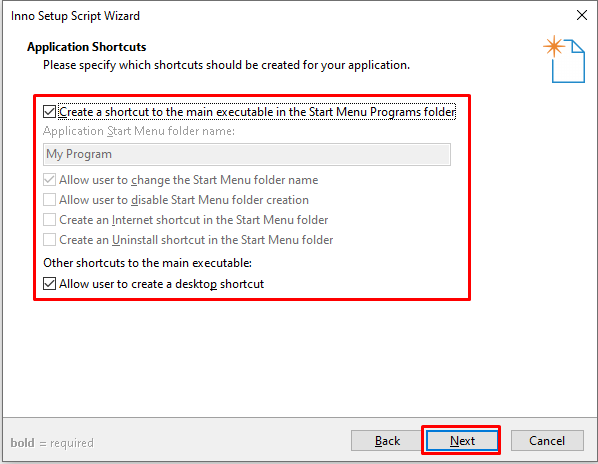 Inno Setup Script Wizard
Application Shortcuts
Please specify which shortcuts should be created for your application.
Create a shortcut to the main executable in the Start Menu Programs folder
Application Start Menu folder name:
My Program
Allow user to change the Start Menu folder name
Allow user to disable Start Menu folder creation
Create an Internet shortcut in the Start Menu folder
Create an Uninstall shortcut in the Start Menu folder
Other shortcuts to the main executable:
Allow user to create a desktop shortcut
bold = required
Back
Next
Cancel